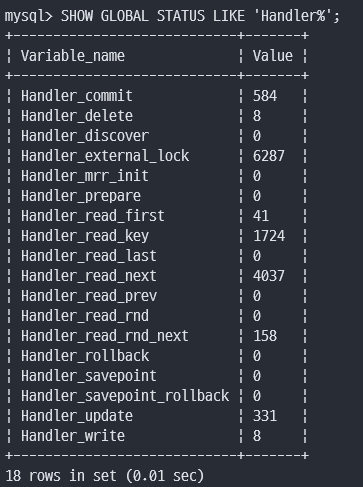 mysql> SHOW GLOBAL STATUS LIKE 'Handler%';
+----------------------------+-------+
¦ Variable_name              ¦ Value ¦
+----------------------------+-------+
¦ Handler_commit             ¦ 584   ¦
¦ Handler_delete             ¦ 8     ¦
¦ Handler_discover           ¦ 0     ¦
¦ Handler_external_lock      ¦ 6287  ¦
¦ Handler_mrr_init           ¦ 0     ¦
¦ Handler_prepare            ¦ 0     ¦
¦ Handler_read_first         ¦ 41    ¦
¦ Handler_read_key           ¦ 1724  ¦
¦ Handler_read_last          ¦ 0     ¦
¦ Handler_read_next          ¦ 4037  ¦
¦ Handler_read_prev          ¦ 0     ¦
¦ Handler_read_rnd           ¦ 0     ¦
¦ Handler_read_rnd_next      ¦ 158   ¦
¦ Handler_rollback           ¦ 0     ¦
¦ Handler_savepoint          ¦ 0     ¦
¦ Handler_savepoint_rollback ¦ 0     ¦
¦ Handler_update             ¦ 331   ¦
¦ Handler_write              ¦ 8     ¦
+----------------------------+-------+
18 rows in set (0.01 sec)